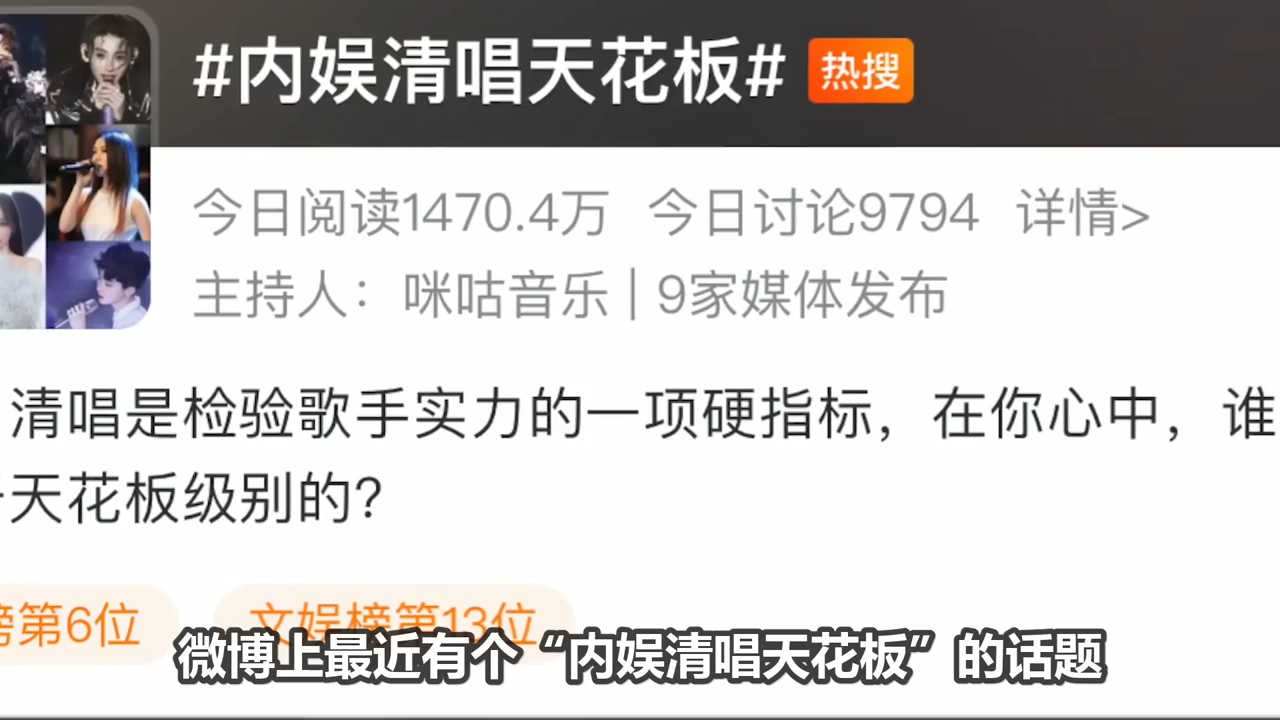 #内娱清唱天花板# 热搜
今日阅读1470.4万 今日讨论9794 详情>
主持人：咪咕音乐 | 9家媒体发布
清唱是检验歌手实力的一项硬指标，在你心中，谁
天花板级别的？
榜第6位 文娱榜第13位
微博上最近有个“内娱清唱天花板”的话题